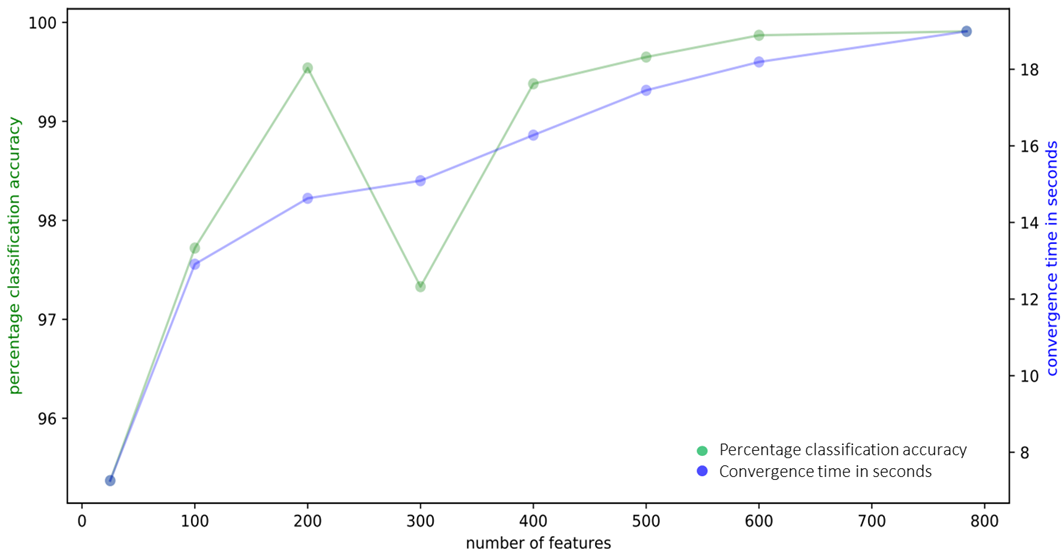 100
99
98
97
96
percentage classification accuracy
18
16
14
12
10
8
convergence time in seconds
Percentage classification accuracy
Convergence time in seconds
0 100 200 300 400 500 600 700 800
number of features